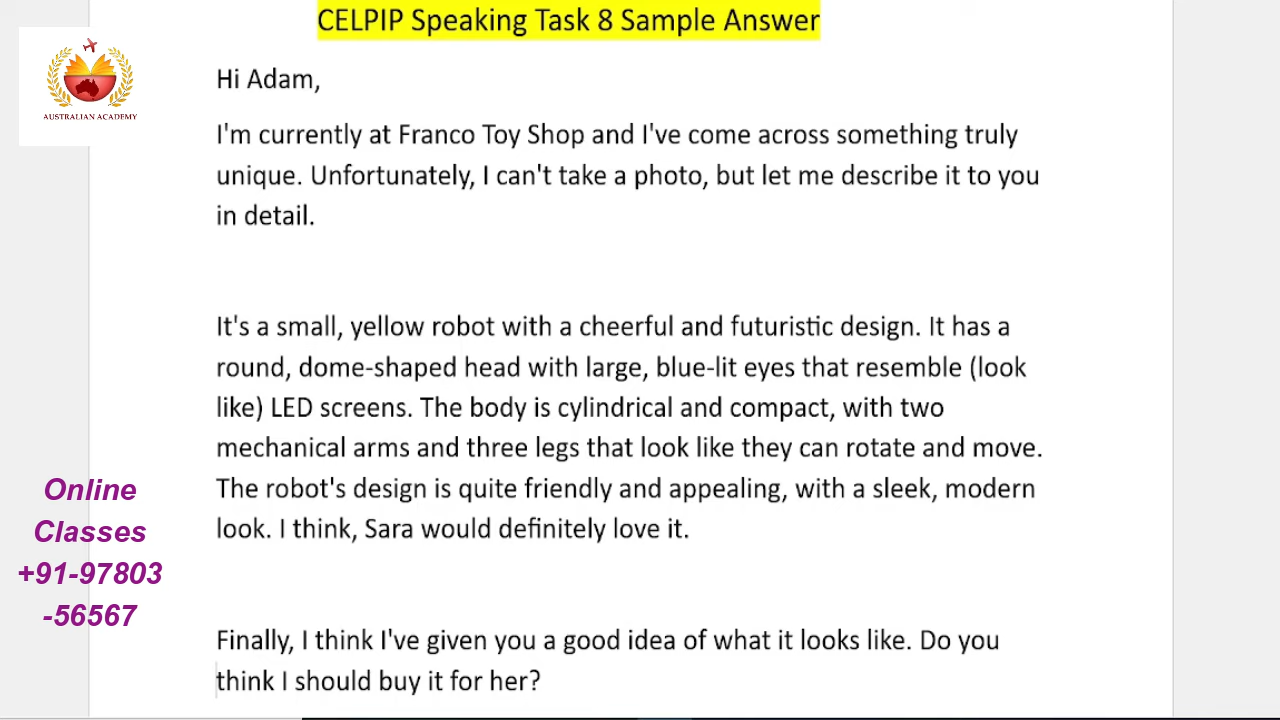 CELPIP Speaking Task 8 Sample Answer
AUSTRALIAN ACADEMY
Hi Adam,
I'm currently at Franco Toy Shop and I've come across something truly
unique. Unfortunately, I can't take a photo, but let me describe it to you
in detail.
It's a small, yellow robot with a cheerful and futuristic design. It has a
round, dome-shaped head with large, blue-lit eyes that resemble (look
like) LED screens. The body is cylindrical and compact, with two
mechanical arms and three legs that look like they can rotate and move.
The robot's design is quite friendly and appealing, with a sleek, modern
look. I think, Sara would definitely love it.
Online
Classes
+91-97803
-56567
Finally, I think I've given you a good idea of what it looks like. Do you
think I should buy it for her?